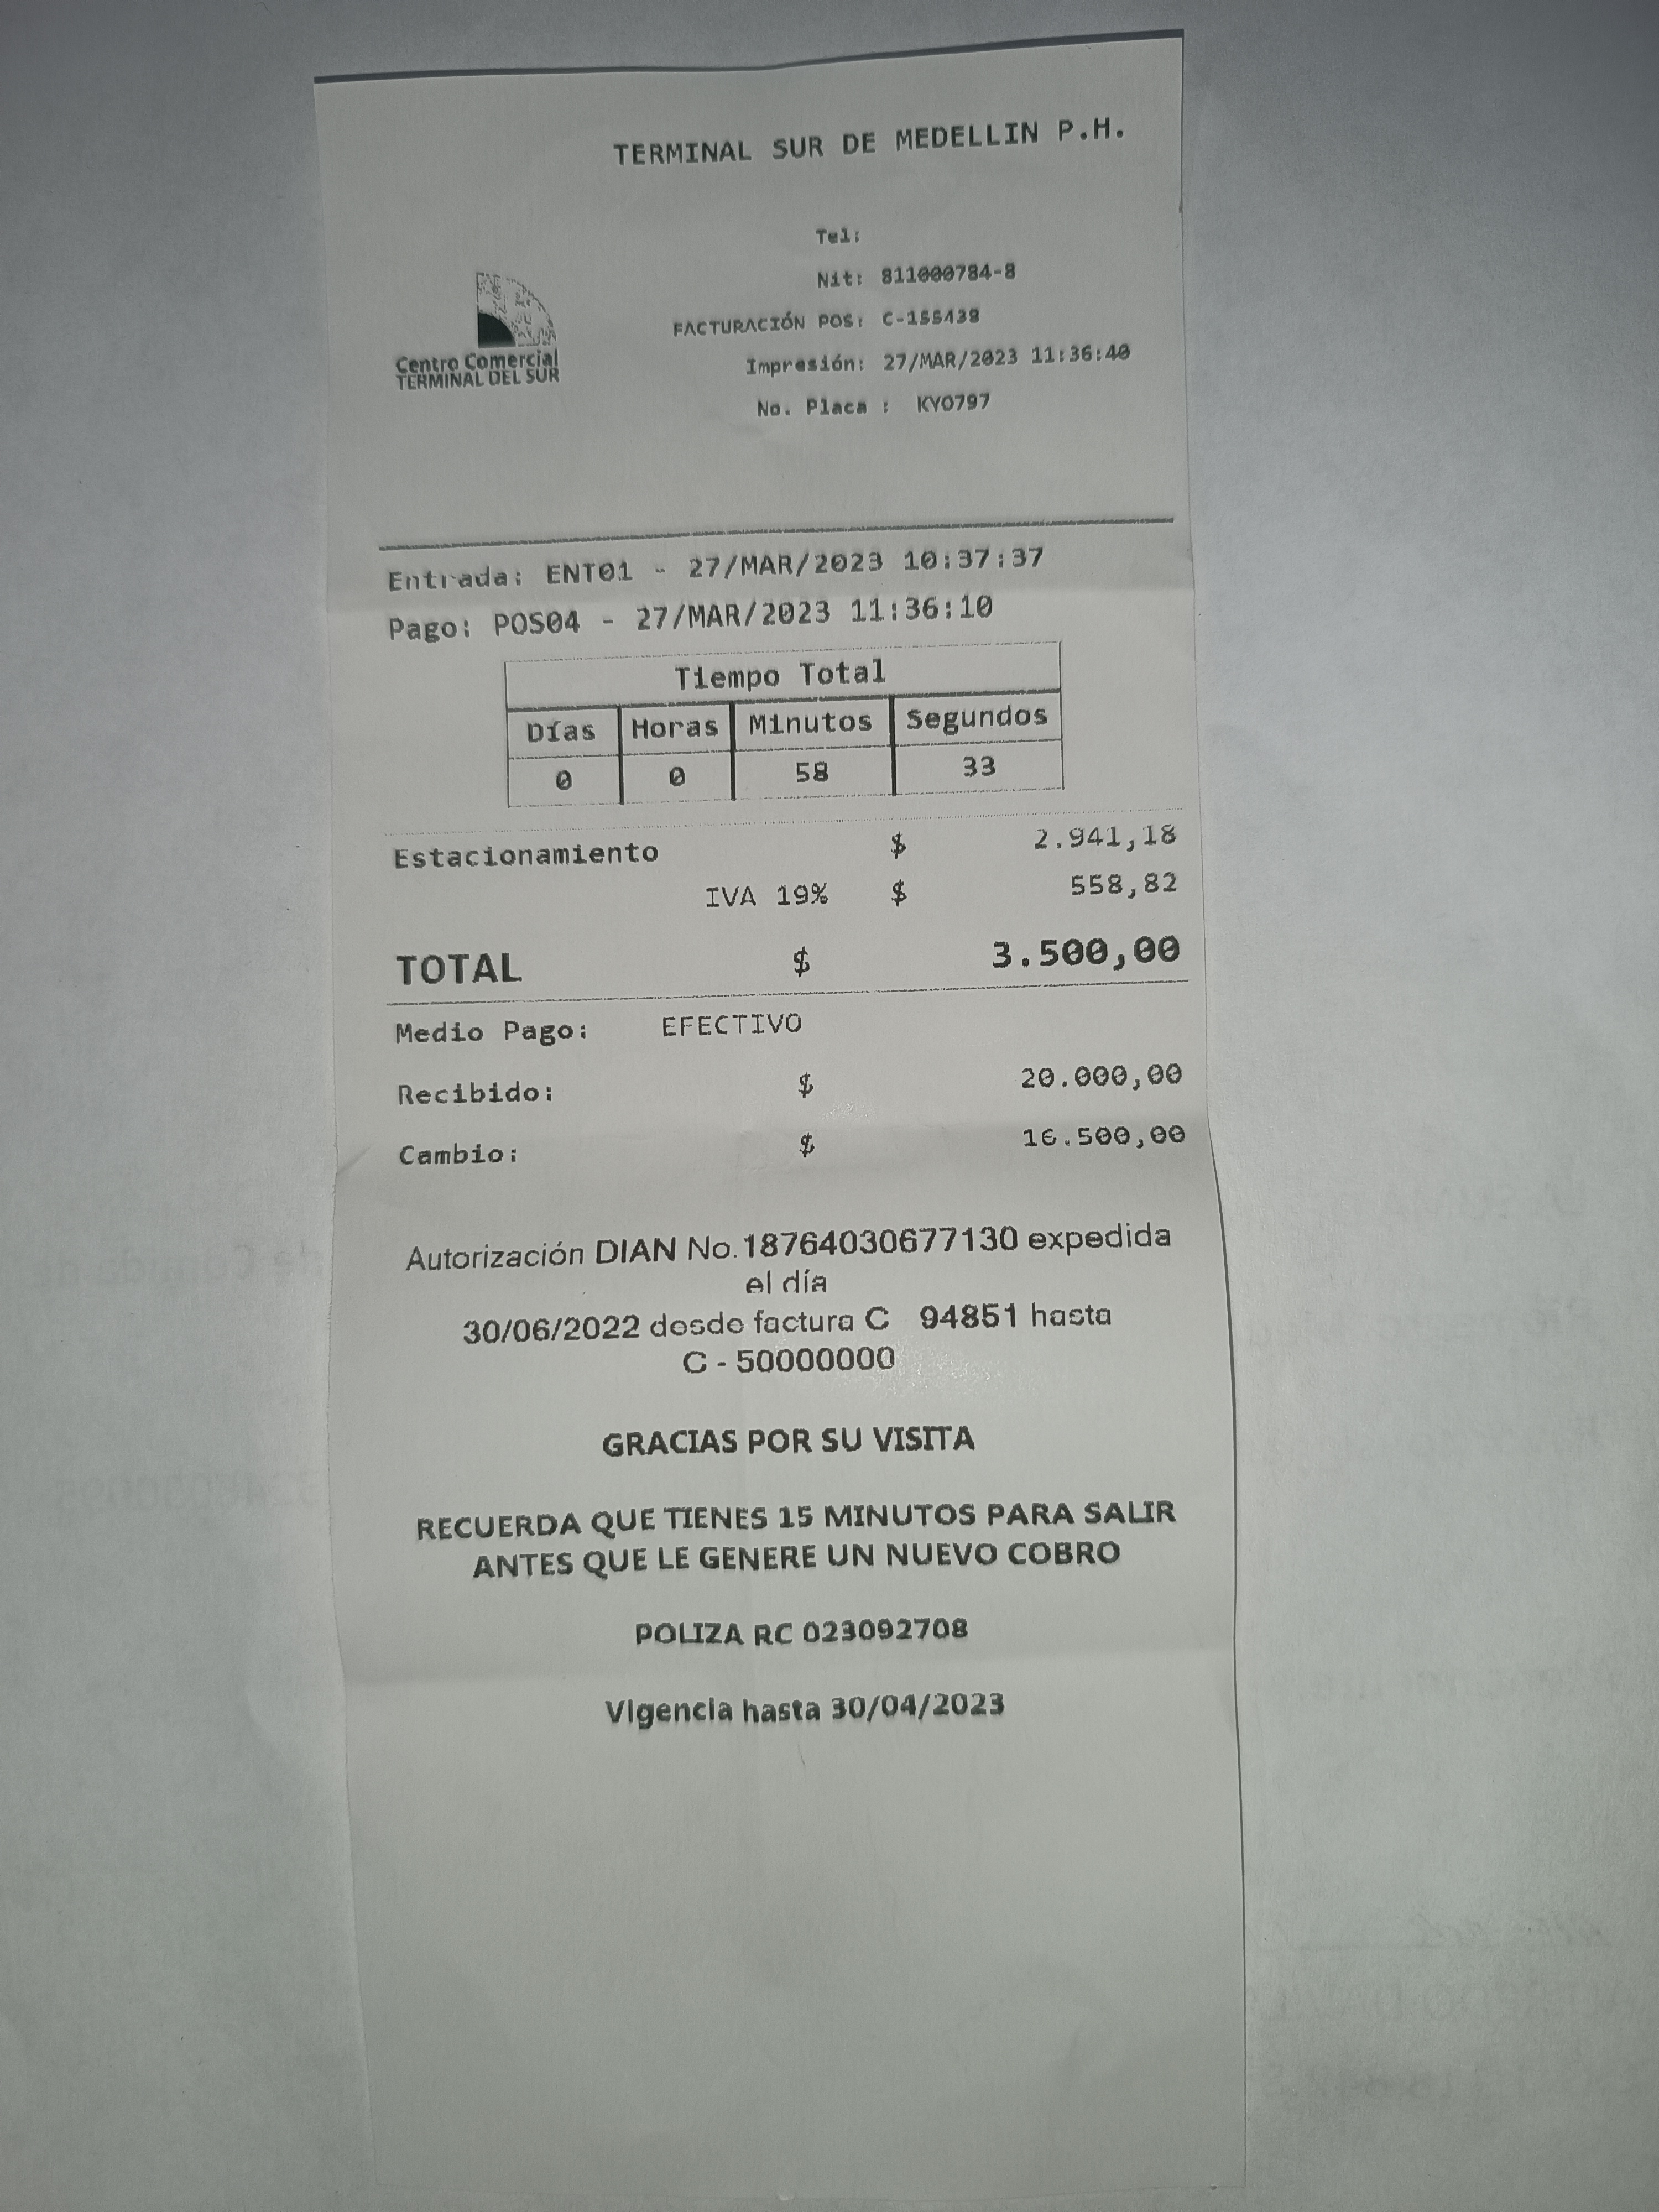 TERMINAL SUR DE MEDELLIN P.H.
Tel:
Nit: 811000784-8
FACTURACIÓN POS: C-155439
Impresión: 27/MAR/2023 11:36:40
No. Placa : KYO797
Centro Comercial
TERMINAL DEL SUR
Entrada: ENT01 - 27/MAR/2023 10:37:37
Pago: POS04 - 27/MAR/2023 11:36:10
Tiempo Total
Días Horas Minutos Segundos
0 0 58 33
Estacionamiento $ 2.941,18
IVA 19% $ 558,82
TOTAL $ 3.500,00
Medio Pago: EFECTIVO
Recibido: $ 20.000,00
Cambio: $ 16.500,00
Autorización DIAN No.18764030677130 expedida
el día
30/06/2022 desde factura C 94851 hasta
C - 50000000
GRACIAS POR SU VISITA
RECUERDA QUE TIENES 15 MINUTOS PARA SALIR
ANTES QUE LE GENERE UN NUEVO COBRO
POLIZA RC 023092708
Vigencia hasta 30/04/2023